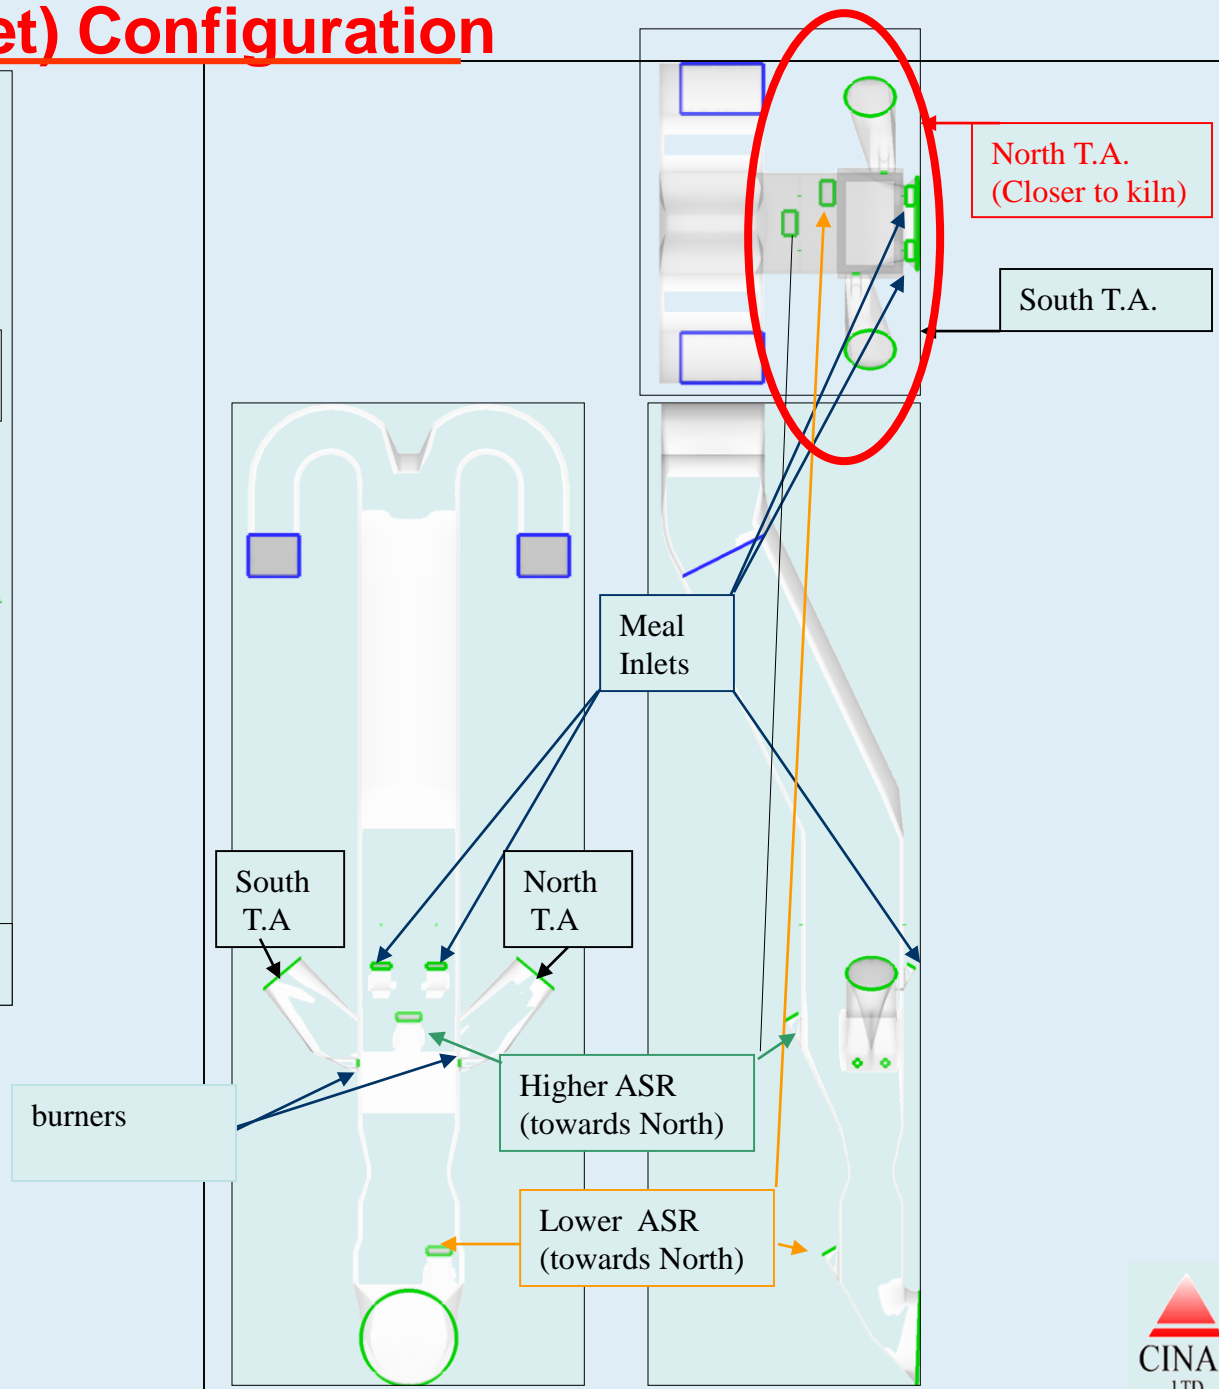 et) Configuration
North T.A.
(Closer to kiln)
South T.A.
Meal
Inlets
South
T.A
North
T.A
Higher ASR
(towards North)
burners
Lower ASR
(towards North)
CINA
LTD